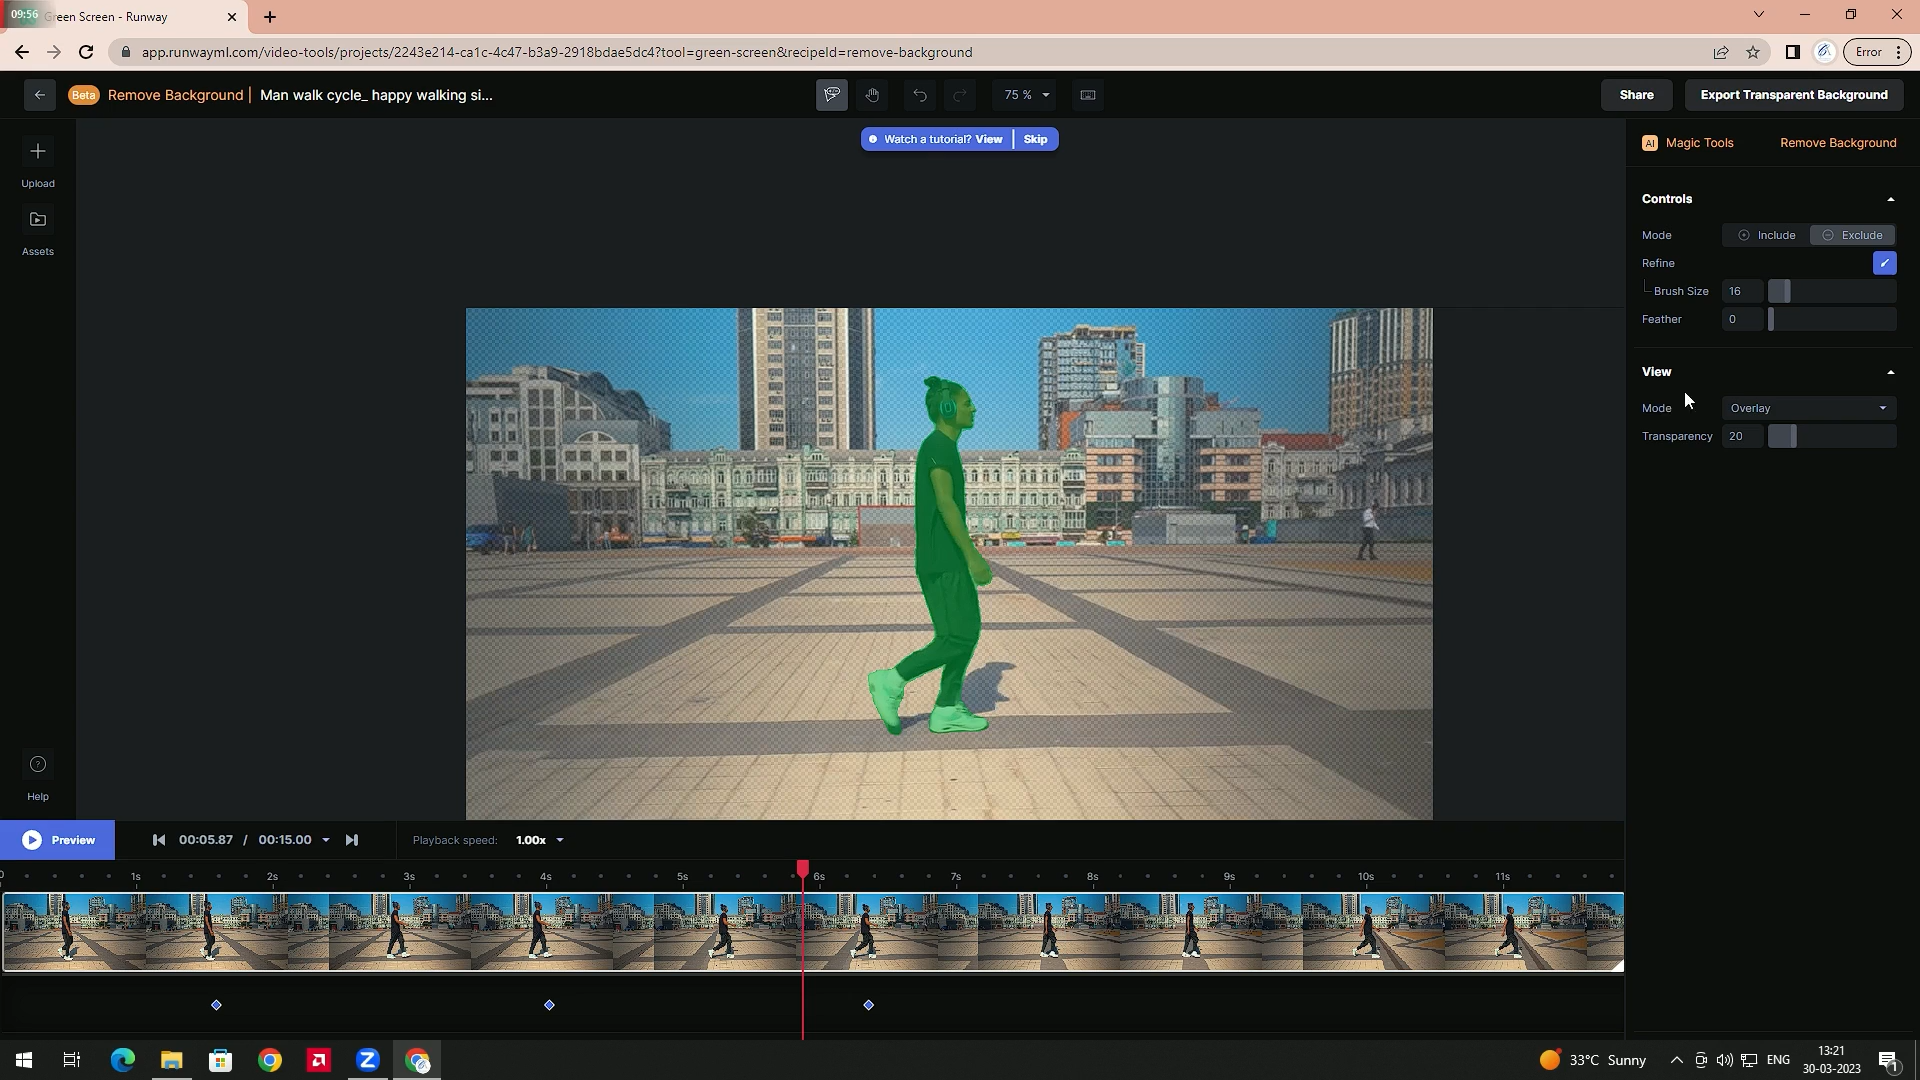 09:56
Green Screen - Runway
app.runwayml.com/video-tools/projects/2243e214-ca1c-4c47-b3a9-2918bdae5dc4?tool=green-screen&recipeId=remove-background
Error
Beta Remove Background | Man walk cycle_ happy walking si...
75 %
Share
Export Transparent Background
Watch a tutorial? View | Skip
AI Magic Tools
Remove Background
Upload
Assets
Controls
Mode Include Exclude
Refine
Brush Size 16
Feather 0
View
Mode Overlay
Transparency 20
Help
Preview
00:05.87 / 00:15.00
Playback speed: 1.00x
0 1s 2s 3s 4s 5s 6s 7s 8s 9s 10s 11s
33°C Sunny
ENG
13:21
30-03-2023
1